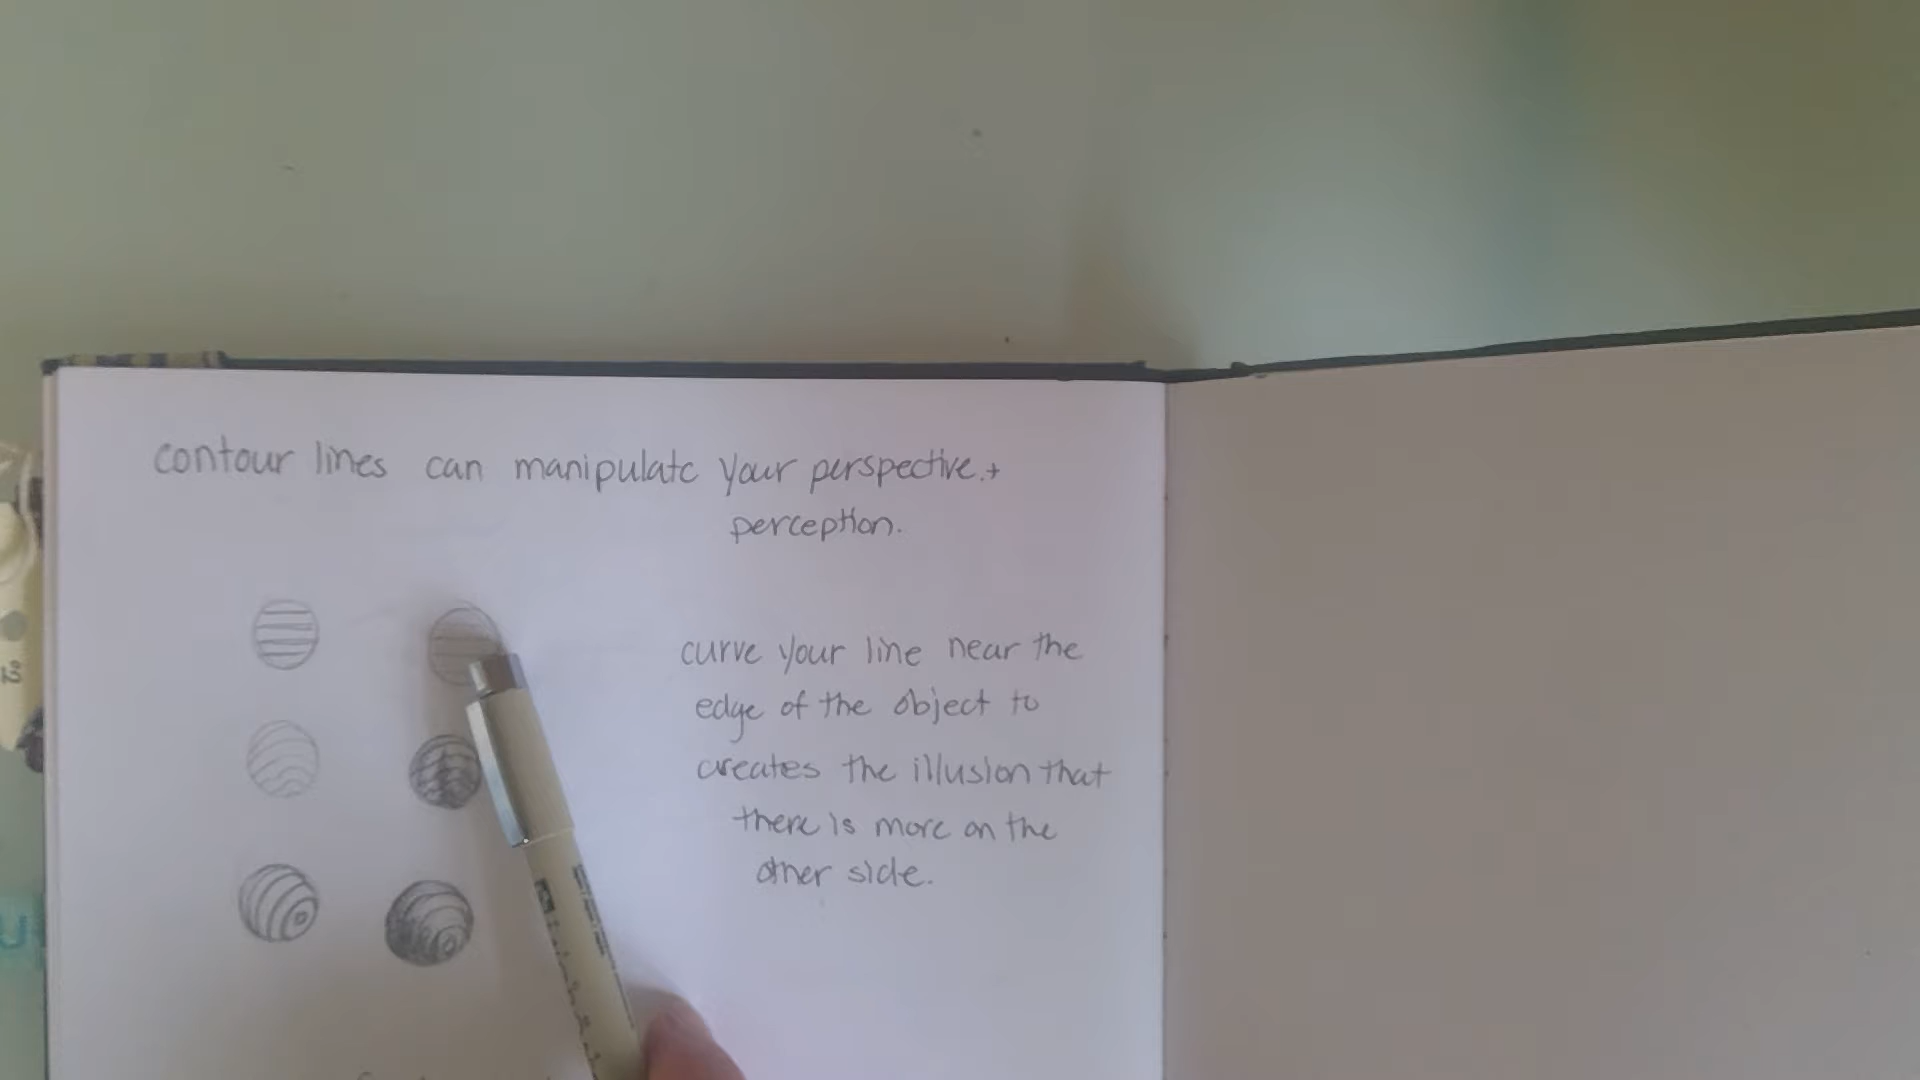 contour lines can manipulate your perspective.+
perception.
curve your line near the
edge of the object to
creates the illusion that
there is more on the
other side.